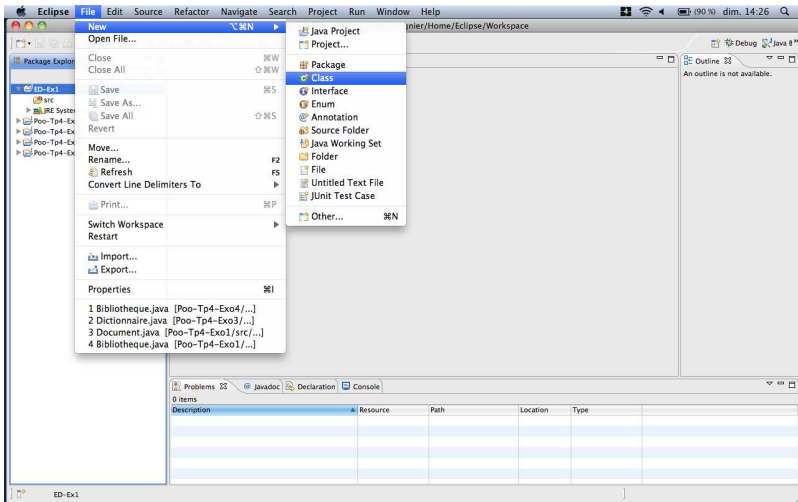 Eclipse File Edit Source Refactor Navigate Search Project Run Window Help (90 %) dim. 14:26
gnier/Home/Eclipse/Workspace
Debug Java
Package Explor
ED-Ex1
src
JRE Syste
Poo-Tp4-Ex
Poo-Tp4-Ex
Poo-Tp4-Ex
New ⌥⌘N
Open File...
Close ⌘W
Close All ⇧⌘W
Save ⌘S
Save As...
Save All ⇧⌘S
Revert
Move...
Rename... F2
Refresh F5
Convert Line Delimiters To
Print... ⌘P
Switch Workspace
Restart
Import...
Export...
Properties ⌘I
1 Bibliotheque.java [Poo-Tp4-Exo4/...]
2 Dictionnaire.java [Poo-Tp4-Exo3/...]
3 Document.java [Poo-Tp4-Exo1/src/...]
4 Bibliotheque.java [Poo-Tp4-Exo1/...]
Java Project
Project...
Package
Class
Interface
Enum
Annotation
Source Folder
Java Working Set
Folder
File
Untitled Text File
JUnit Test Case
Other... ⌘N
Outline
An outline is not available.
Problems Javadoc Declaration Console
0 items
Description Resource Path Location Type
ED-Ex1